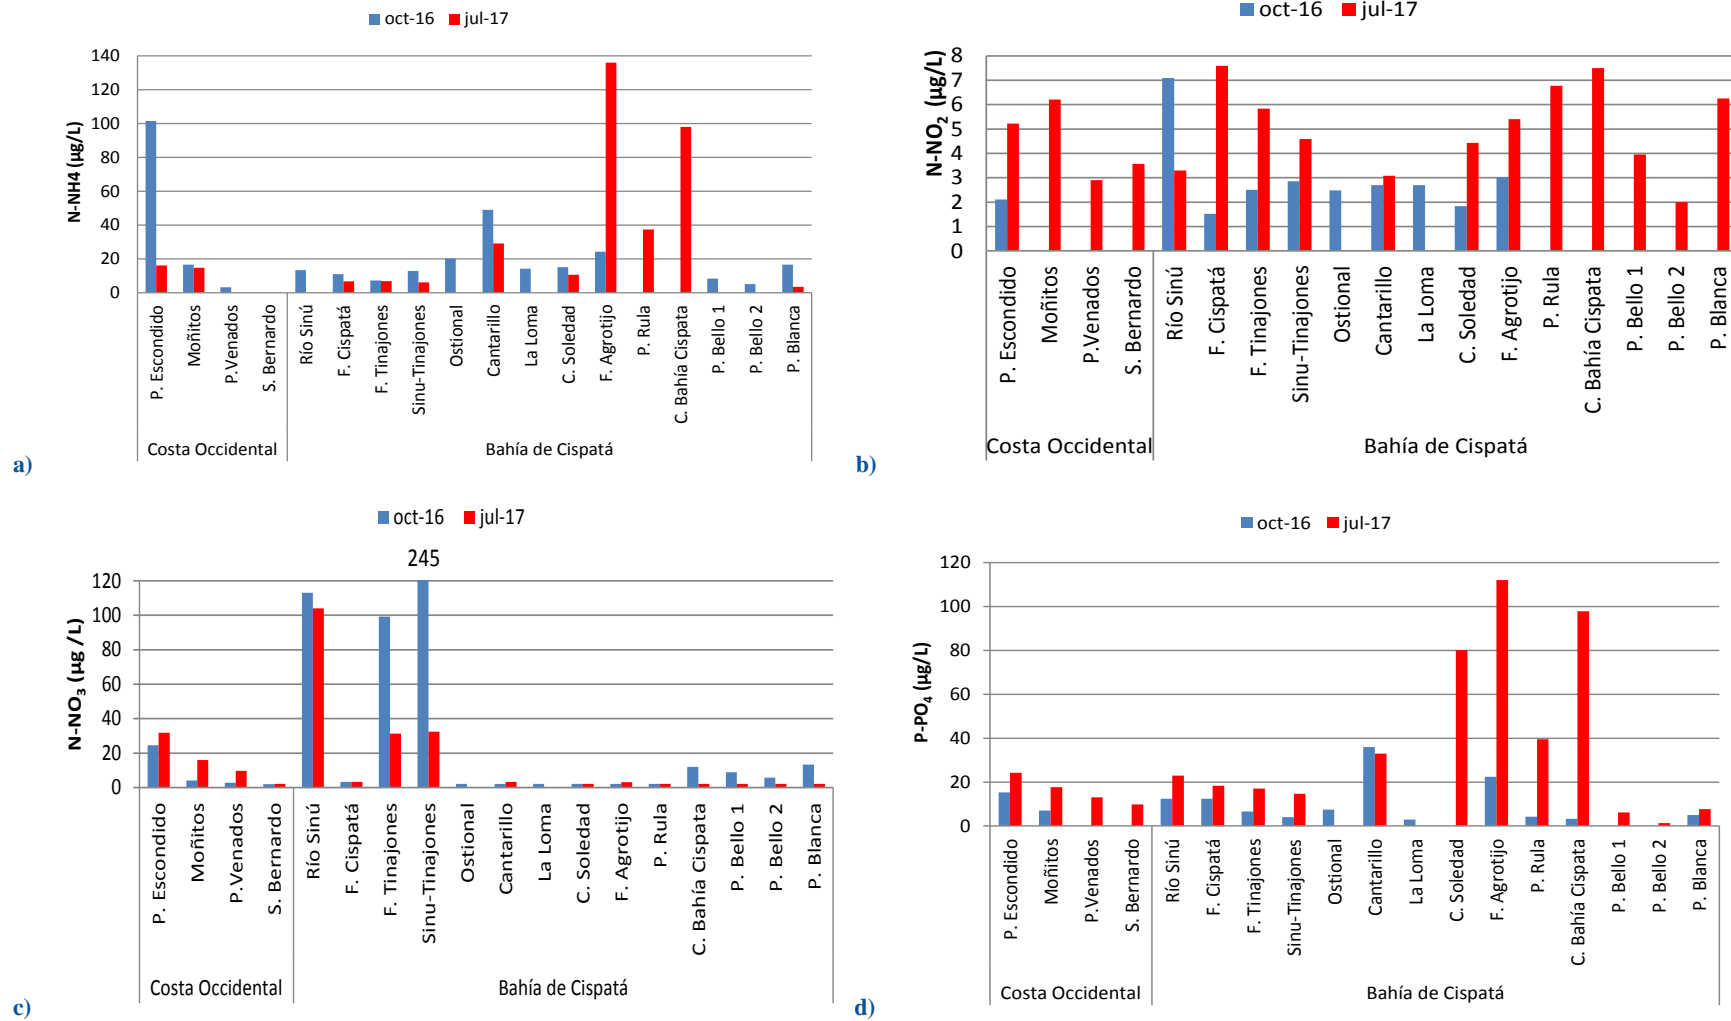 oct-16 jul-17
N-NH4 (µg/L)
140
120
100
80
60
40
20
0
P. Escondido
Moñitos
P.Venados
S. Bernardo
Río Sinú
F. Cispatá
F. Tinajones
Sinu-Tinajones
Ostional
Cantarillo
La Loma
C. Soledad
F. Agrotijo
P. Rula
C. Bahía Cispata
P. Bello 1
P. Bello 2
P. Blanca
Costa Occidental
Bahía de Cispatá
a)
oct-16 jul-17
N-NO2 (µg/L)
8
7
6
5
4
3
2
1
0
P. Escondido
Moñitos
P.Venados
S. Bernardo
Río Sinú
F. Cispatá
F. Tinajones
Sinu-Tinajones
Ostional
Cantarillo
La Loma
C. Soledad
F. Agrotijo
P. Rula
C. Bahía Cispata
P. Bello 1
P. Bello 2
P. Blanca
Costa Occidental
Bahía de Cispatá
b)
oct-16 jul-17
245
N-NO3 (µg /L)
120
100
80
60
40
20
0
P. Escondido
Moñitos
P.Venados
S. Bernardo
Río Sinú
F. Cispatá
F. Tinajones
Sinu-Tinajones
Ostional
Cantarillo
La Loma
C. Soledad
F. Agrotijo
P. Rula
C. Bahía Cispata
P. Bello 1
P. Bello 2
P. Blanca
Costa Occidental
Bahía de Cispatá
c)
oct-16 jul-17
P-PO4 (µg/L)
120
100
80
60
40
20
0
P. Escondido
Moñitos
P.Venados
S. Bernardo
Río Sinú
F. Cispatá
F. Tinajones
Sinu-Tinajones
Ostional
Cantarillo
La Loma
C. Soledad
F. Agrotijo
P. Rula
C. Bahía Cispata
P. Bello 1
P. Bello 2
P. Blanca
Costa Occidental
Bahía de Cispatá
d)